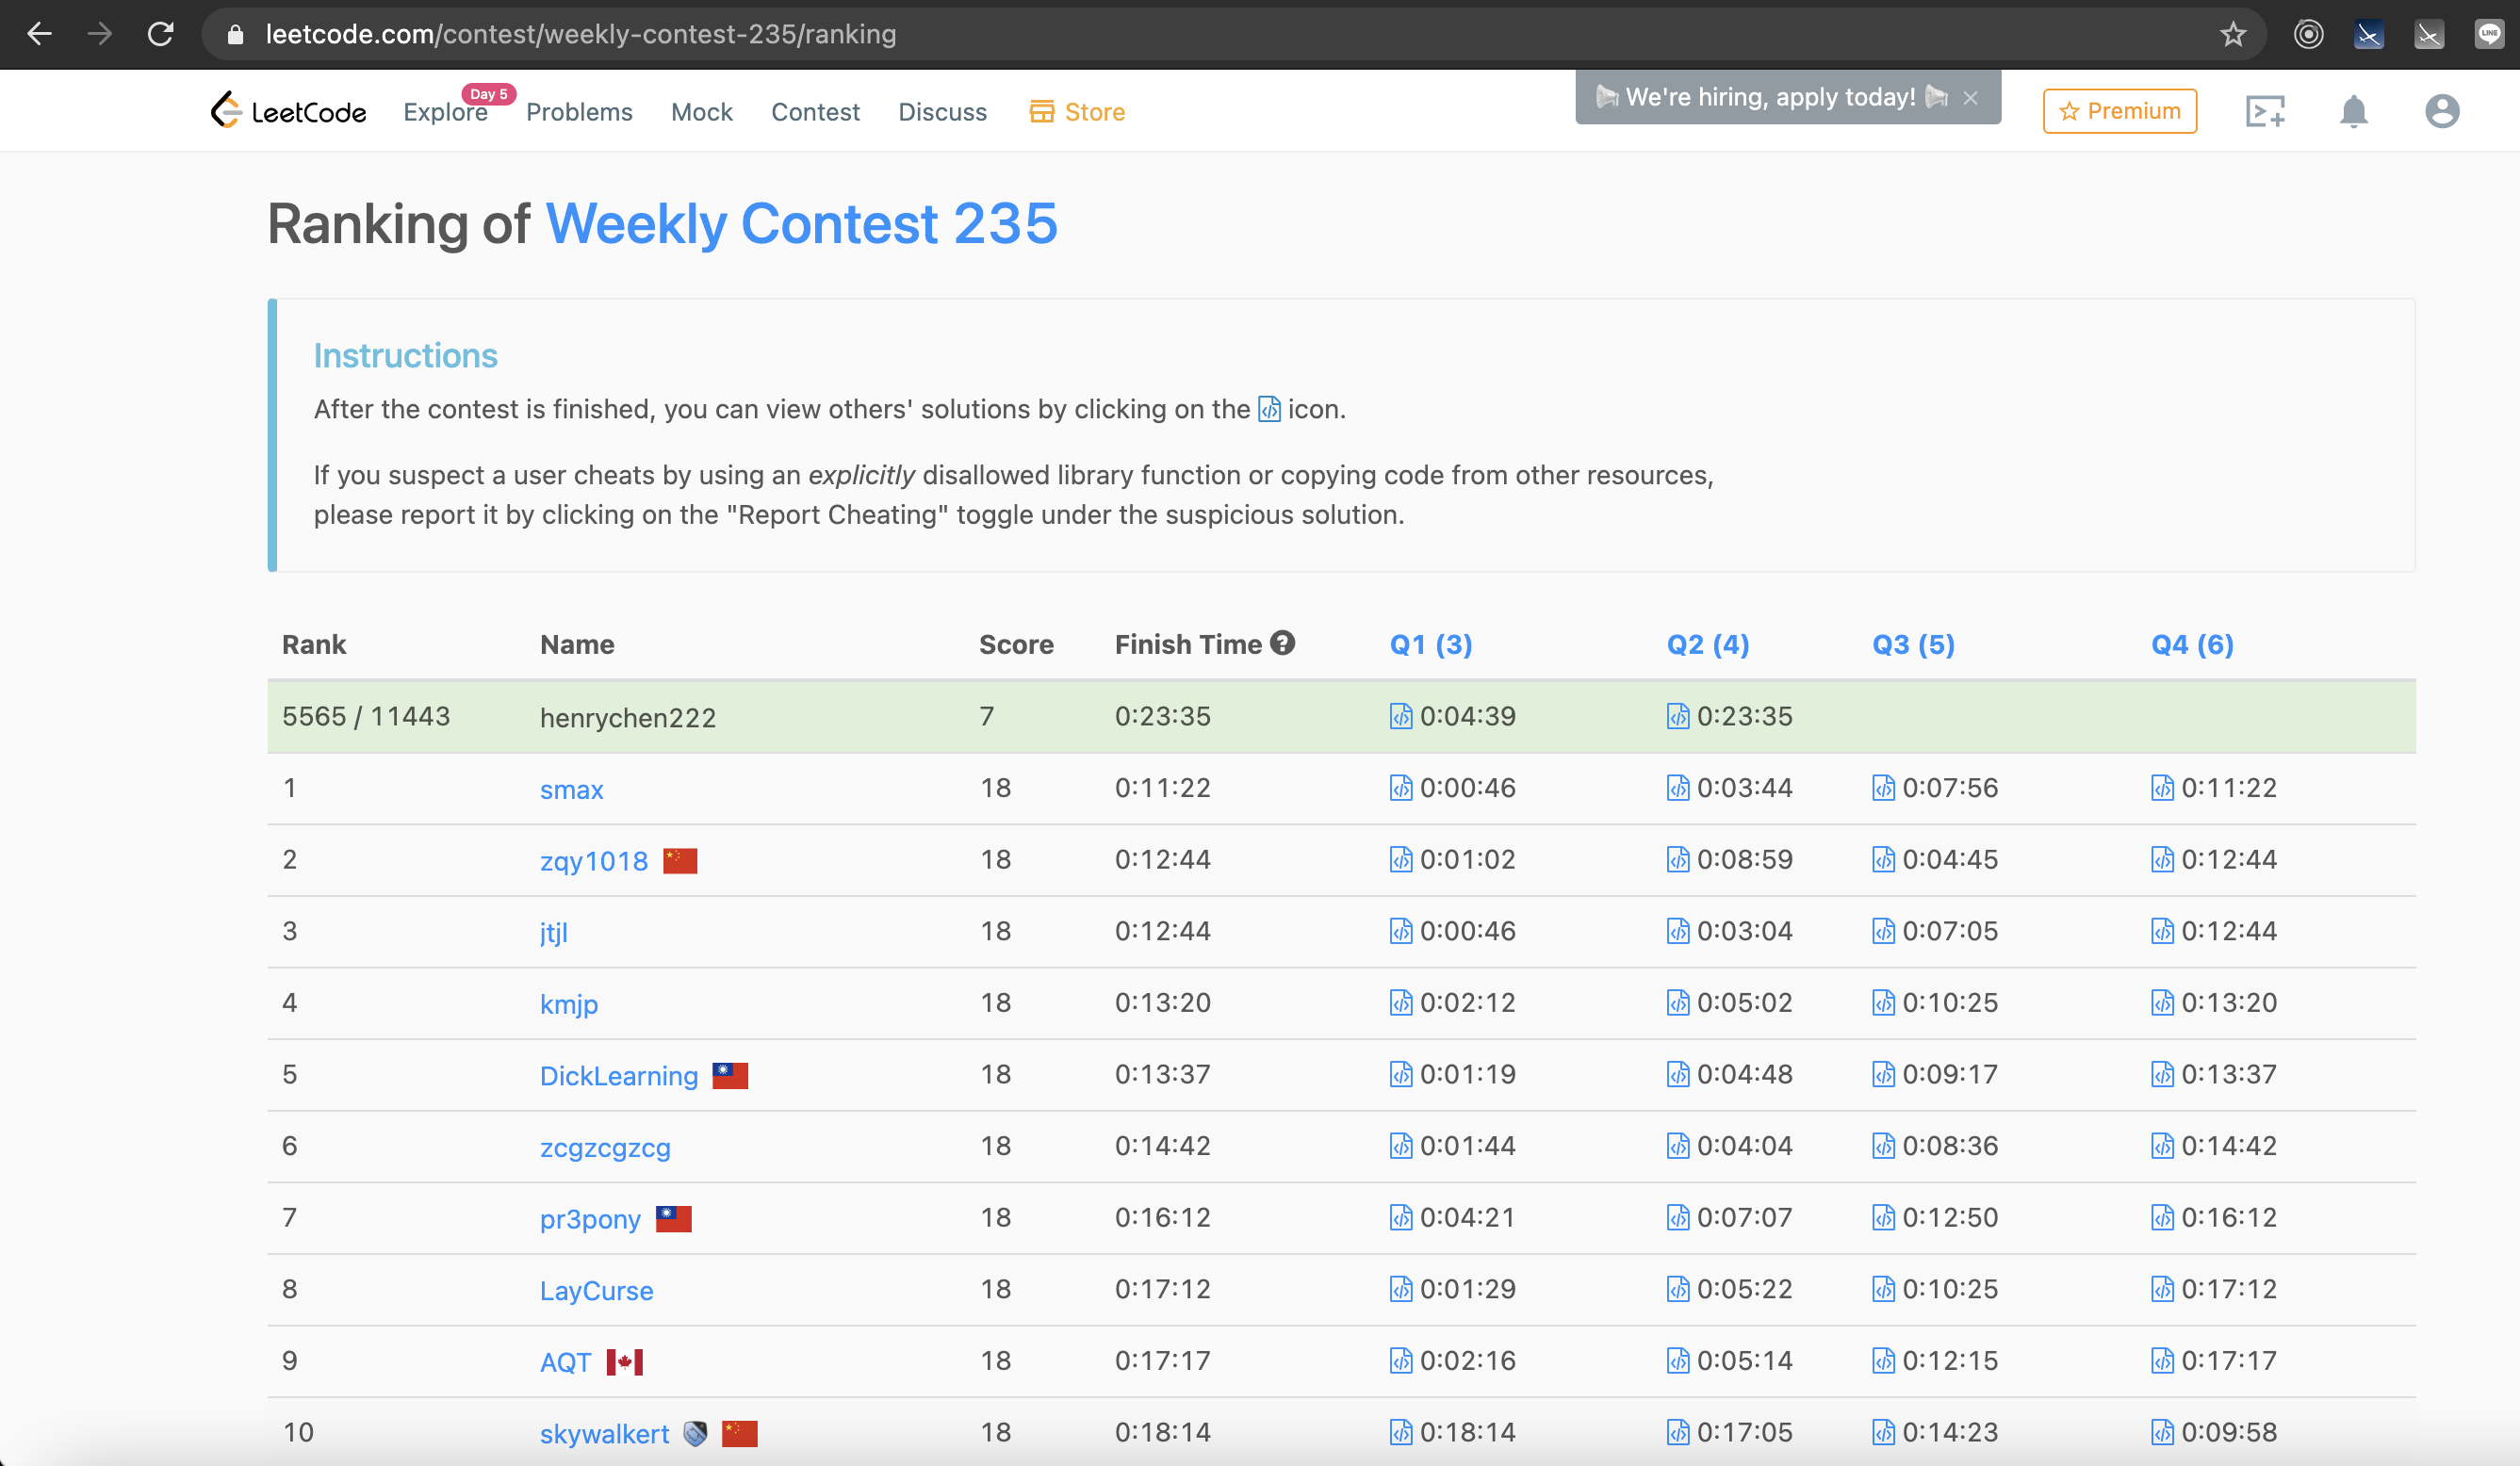 leetcode.com/contest/weekly-contest-235/ranking
LINE
LeetCode Explore Day 5 Problems Mock Contest Discuss Store We're hiring, apply today! Premium
Ranking of Weekly Contest 235
Instructions
After the contest is finished, you can view others' solutions by clicking on the icon.
If you suspect a user cheats by using an explicitly disallowed library function or copying code from other resources,
please report it by clicking on the "Report Cheating" toggle under the suspicious solution.
Rank Name Score Finish Time Q1 (3) Q2 (4) Q3 (5) Q4 (6)
5565 / 11443 henrychen222 7 0:23:35 0:04:39 0:23:35
1 smax 18 0:11:22 0:00:46 0:03:44 0:07:56 0:11:22
2 zqy1018 18 0:12:44 0:01:02 0:08:59 0:04:45 0:12:44
3 jtjl 18 0:12:44 0:00:46 0:03:04 0:07:05 0:12:44
4 kmjp 18 0:13:20 0:02:12 0:05:02 0:10:25 0:13:20
5 DickLearning 18 0:13:37 0:01:19 0:04:48 0:09:17 0:13:37
6 zcgzcgzcg 18 0:14:42 0:01:44 0:04:04 0:08:36 0:14:42
7 pr3pony 18 0:16:12 0:04:21 0:07:07 0:12:50 0:16:12
8 LayCurse 18 0:17:12 0:01:29 0:05:22 0:10:25 0:17:12
9 AQT 18 0:17:17 0:02:16 0:05:14 0:12:15 0:17:17
10 skywalkert 18 0:18:14 0:18:14 0:17:05 0:14:23 0:09:58